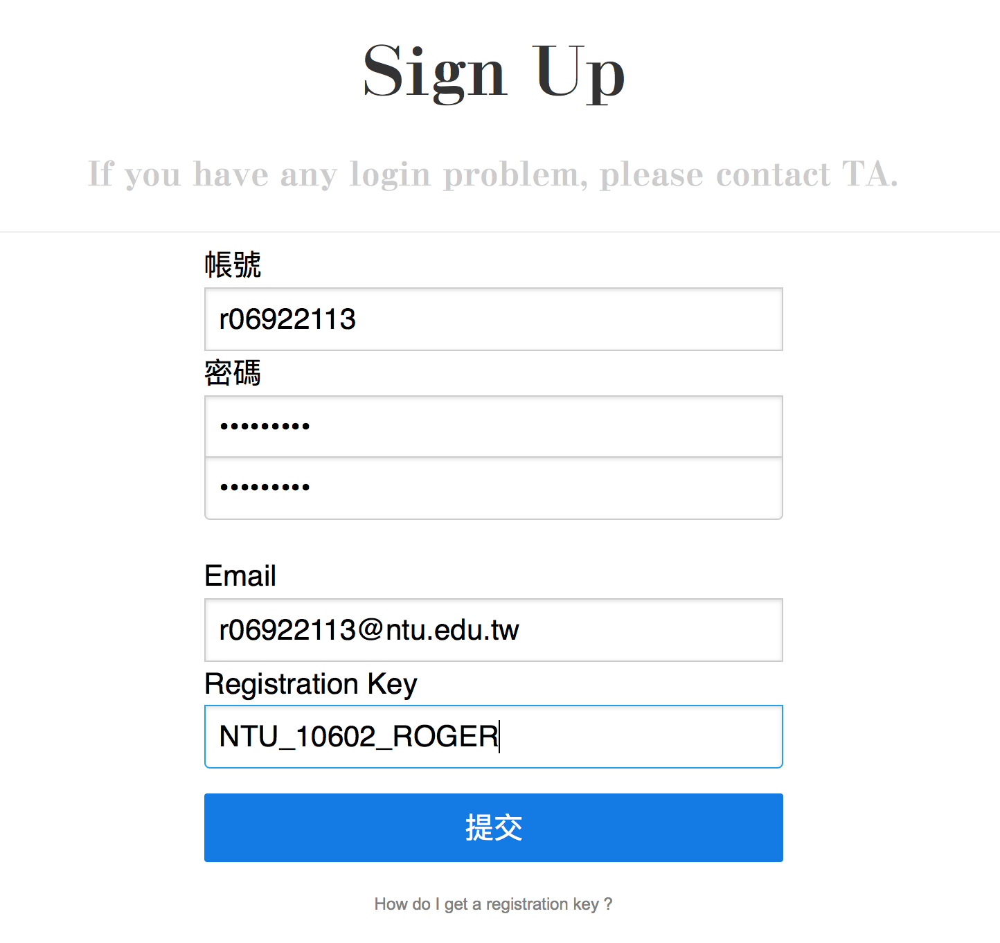 Sign Up
If you have any login problem, please contact TA.
帳號
r06922113
密碼
•••••••••
•••••••••
Email
r06922113@ntu.edu.tw
Registration Key
NTU_10602_ROGER
提交
How do I get a registration key ?